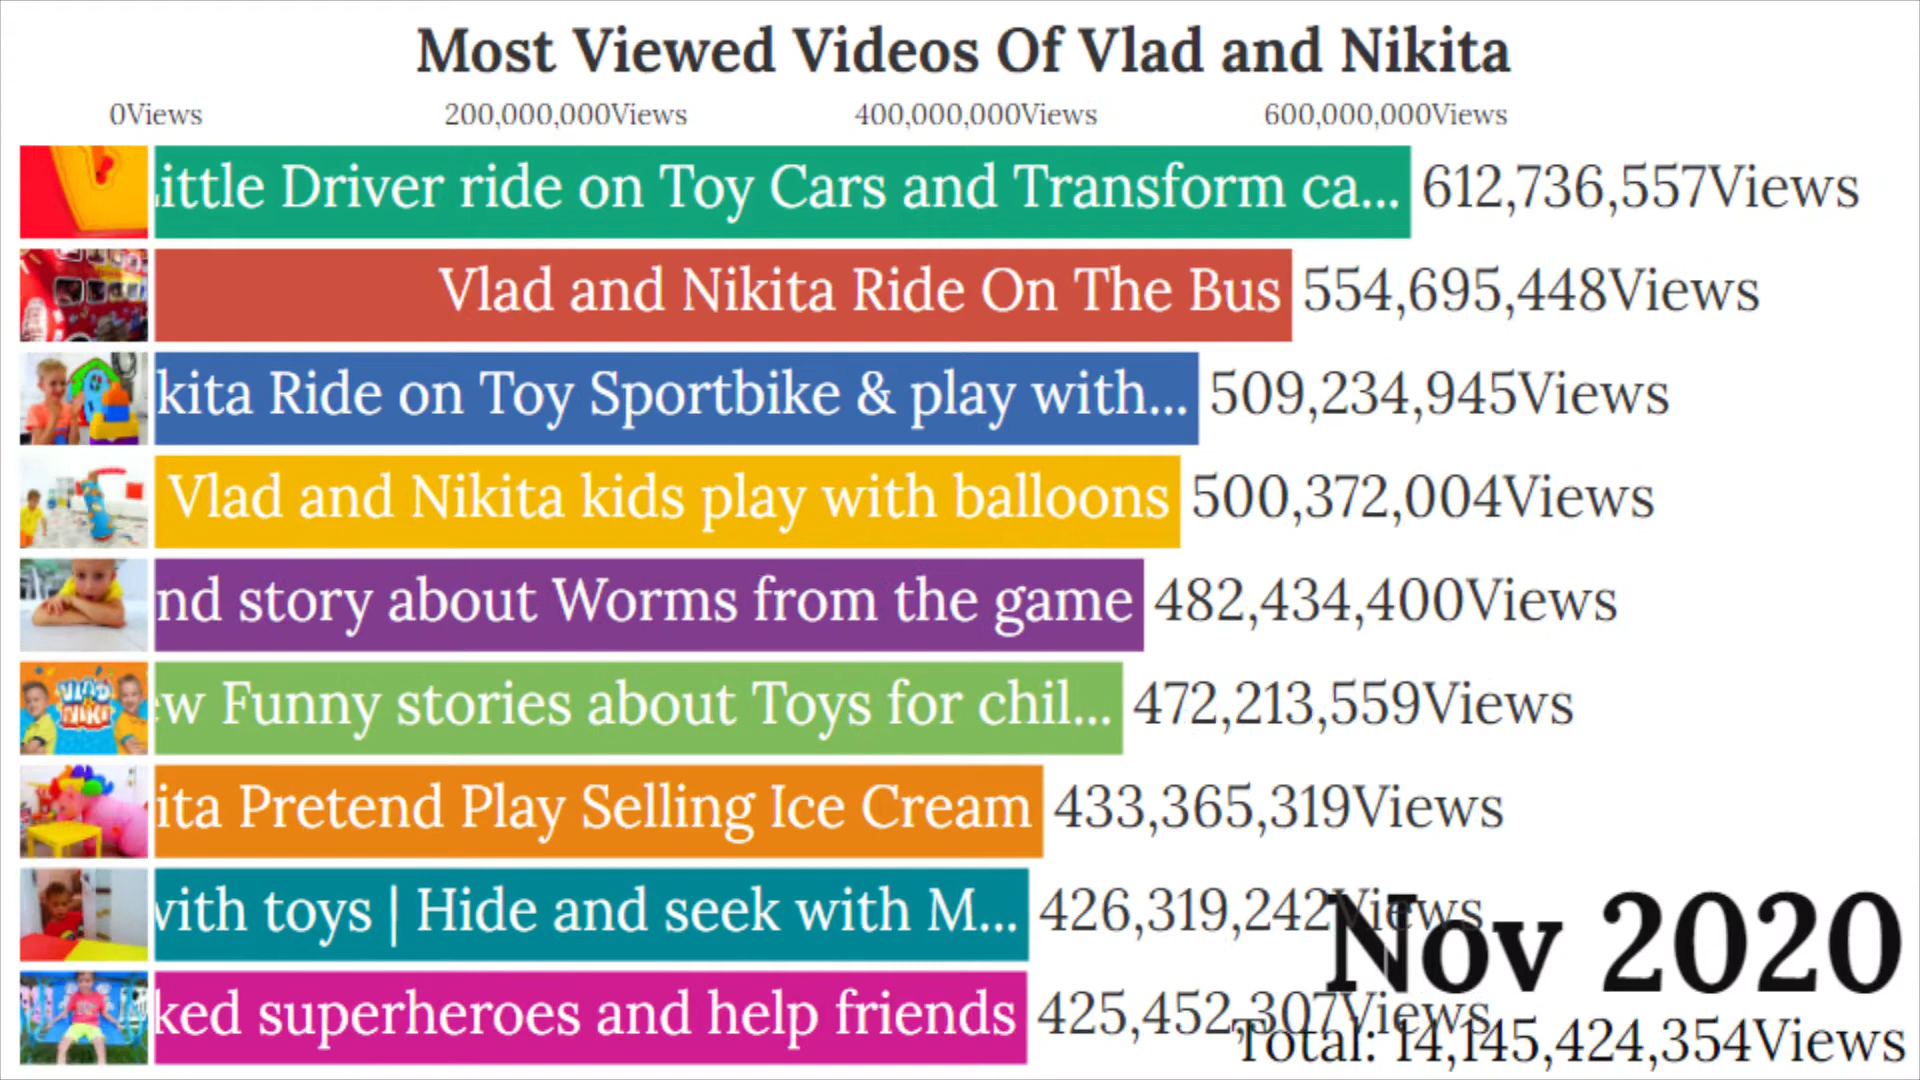 Most Viewed Videos Of Vlad and Nikita
0Views 200,000,000Views 400,000,000Views 600,000,000Views
ittle Driver ride on Toy Cars and Transform ca... 612,736,557Views
Vlad and Nikita Ride On The Bus 554,695,448Views
kita Ride on Toy Sportbike & play with... 509,234,945Views
Vlad and Nikita kids play with balloons 500,372,004Views
nd story about Worms from the game 482,434,400Views
VLAD & NIKI
ew Funny stories about Toys for chil... 472,213,559Views
ita Pretend Play Selling Ice Cream 433,365,319Views
with toys | Hide and seek with M... 426,319,242Views
ked superheroes and help friends 425,452,307Views
Nov 2020
Total: 14,145,424,354Views